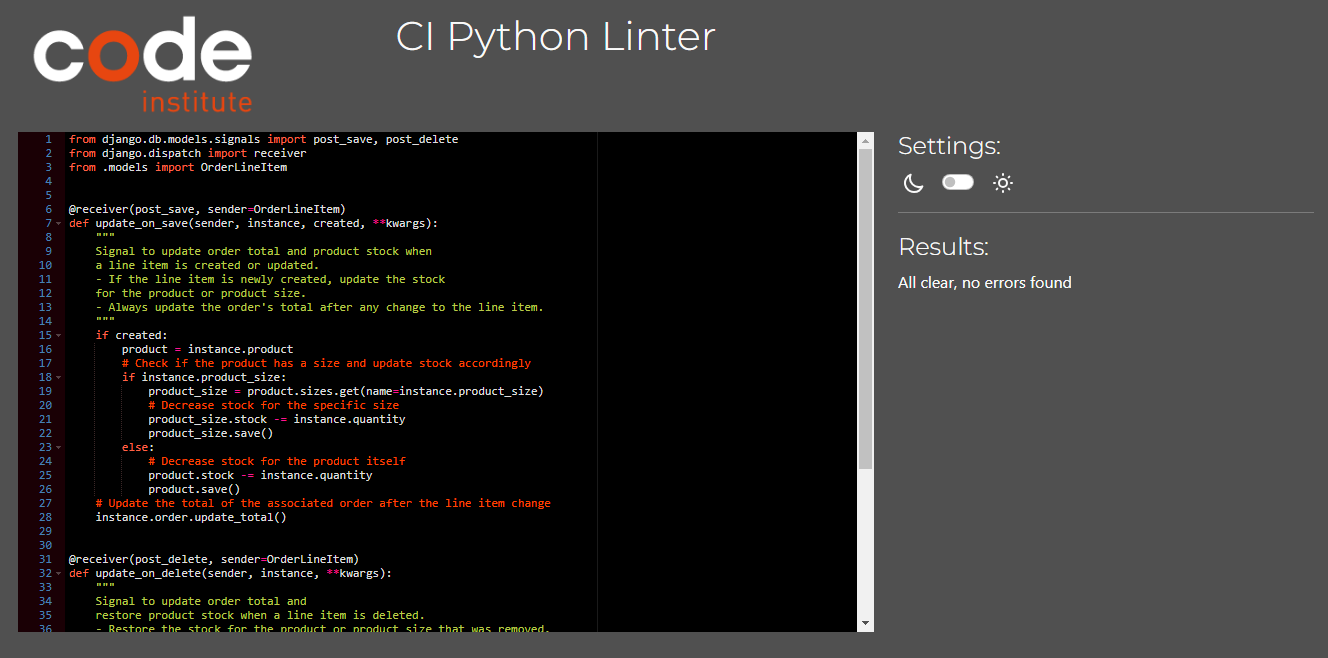 code
institute
CI Python Linter
1 from django.db.models.signals import post_save, post_delete
2 from django.dispatch import receiver
3 from .models import OrderLineItem
4
5
6 @receiver(post_save, sender=OrderLineItem)
7 def update_on_save(sender, instance, created, **kwargs):
8     """
9     Signal to update order total and product stock when
10     a line item is created or updated.
11     - If the line item is newly created, update the stock
12     for the product or product size.
13     - Always update the order's total after any change to the line item.
14     """
15     if created:
16         product = instance.product
17         # Check if the product has a size and update stock accordingly
18         if instance.product_size:
19             product_size = product.sizes.get(name=instance.product_size)
20             # Decrease stock for the specific size
21             product_size.stock -= instance.quantity
22             product_size.save()
23         else:
24             # Decrease stock for the product itself
25             product.stock -= instance.quantity
26             product.save()
27     # Update the total of the associated order after the line item change
28     instance.order.update_total()
29
30
31 @receiver(post_delete, sender=OrderLineItem)
32 def update_on_delete(sender, instance, **kwargs):
33     """
34     Signal to update order total and
35     restore product stock when a line item is deleted.
36     - Restore the stock for the product or product size that was removed.
Settings:
Results:
All clear, no errors found